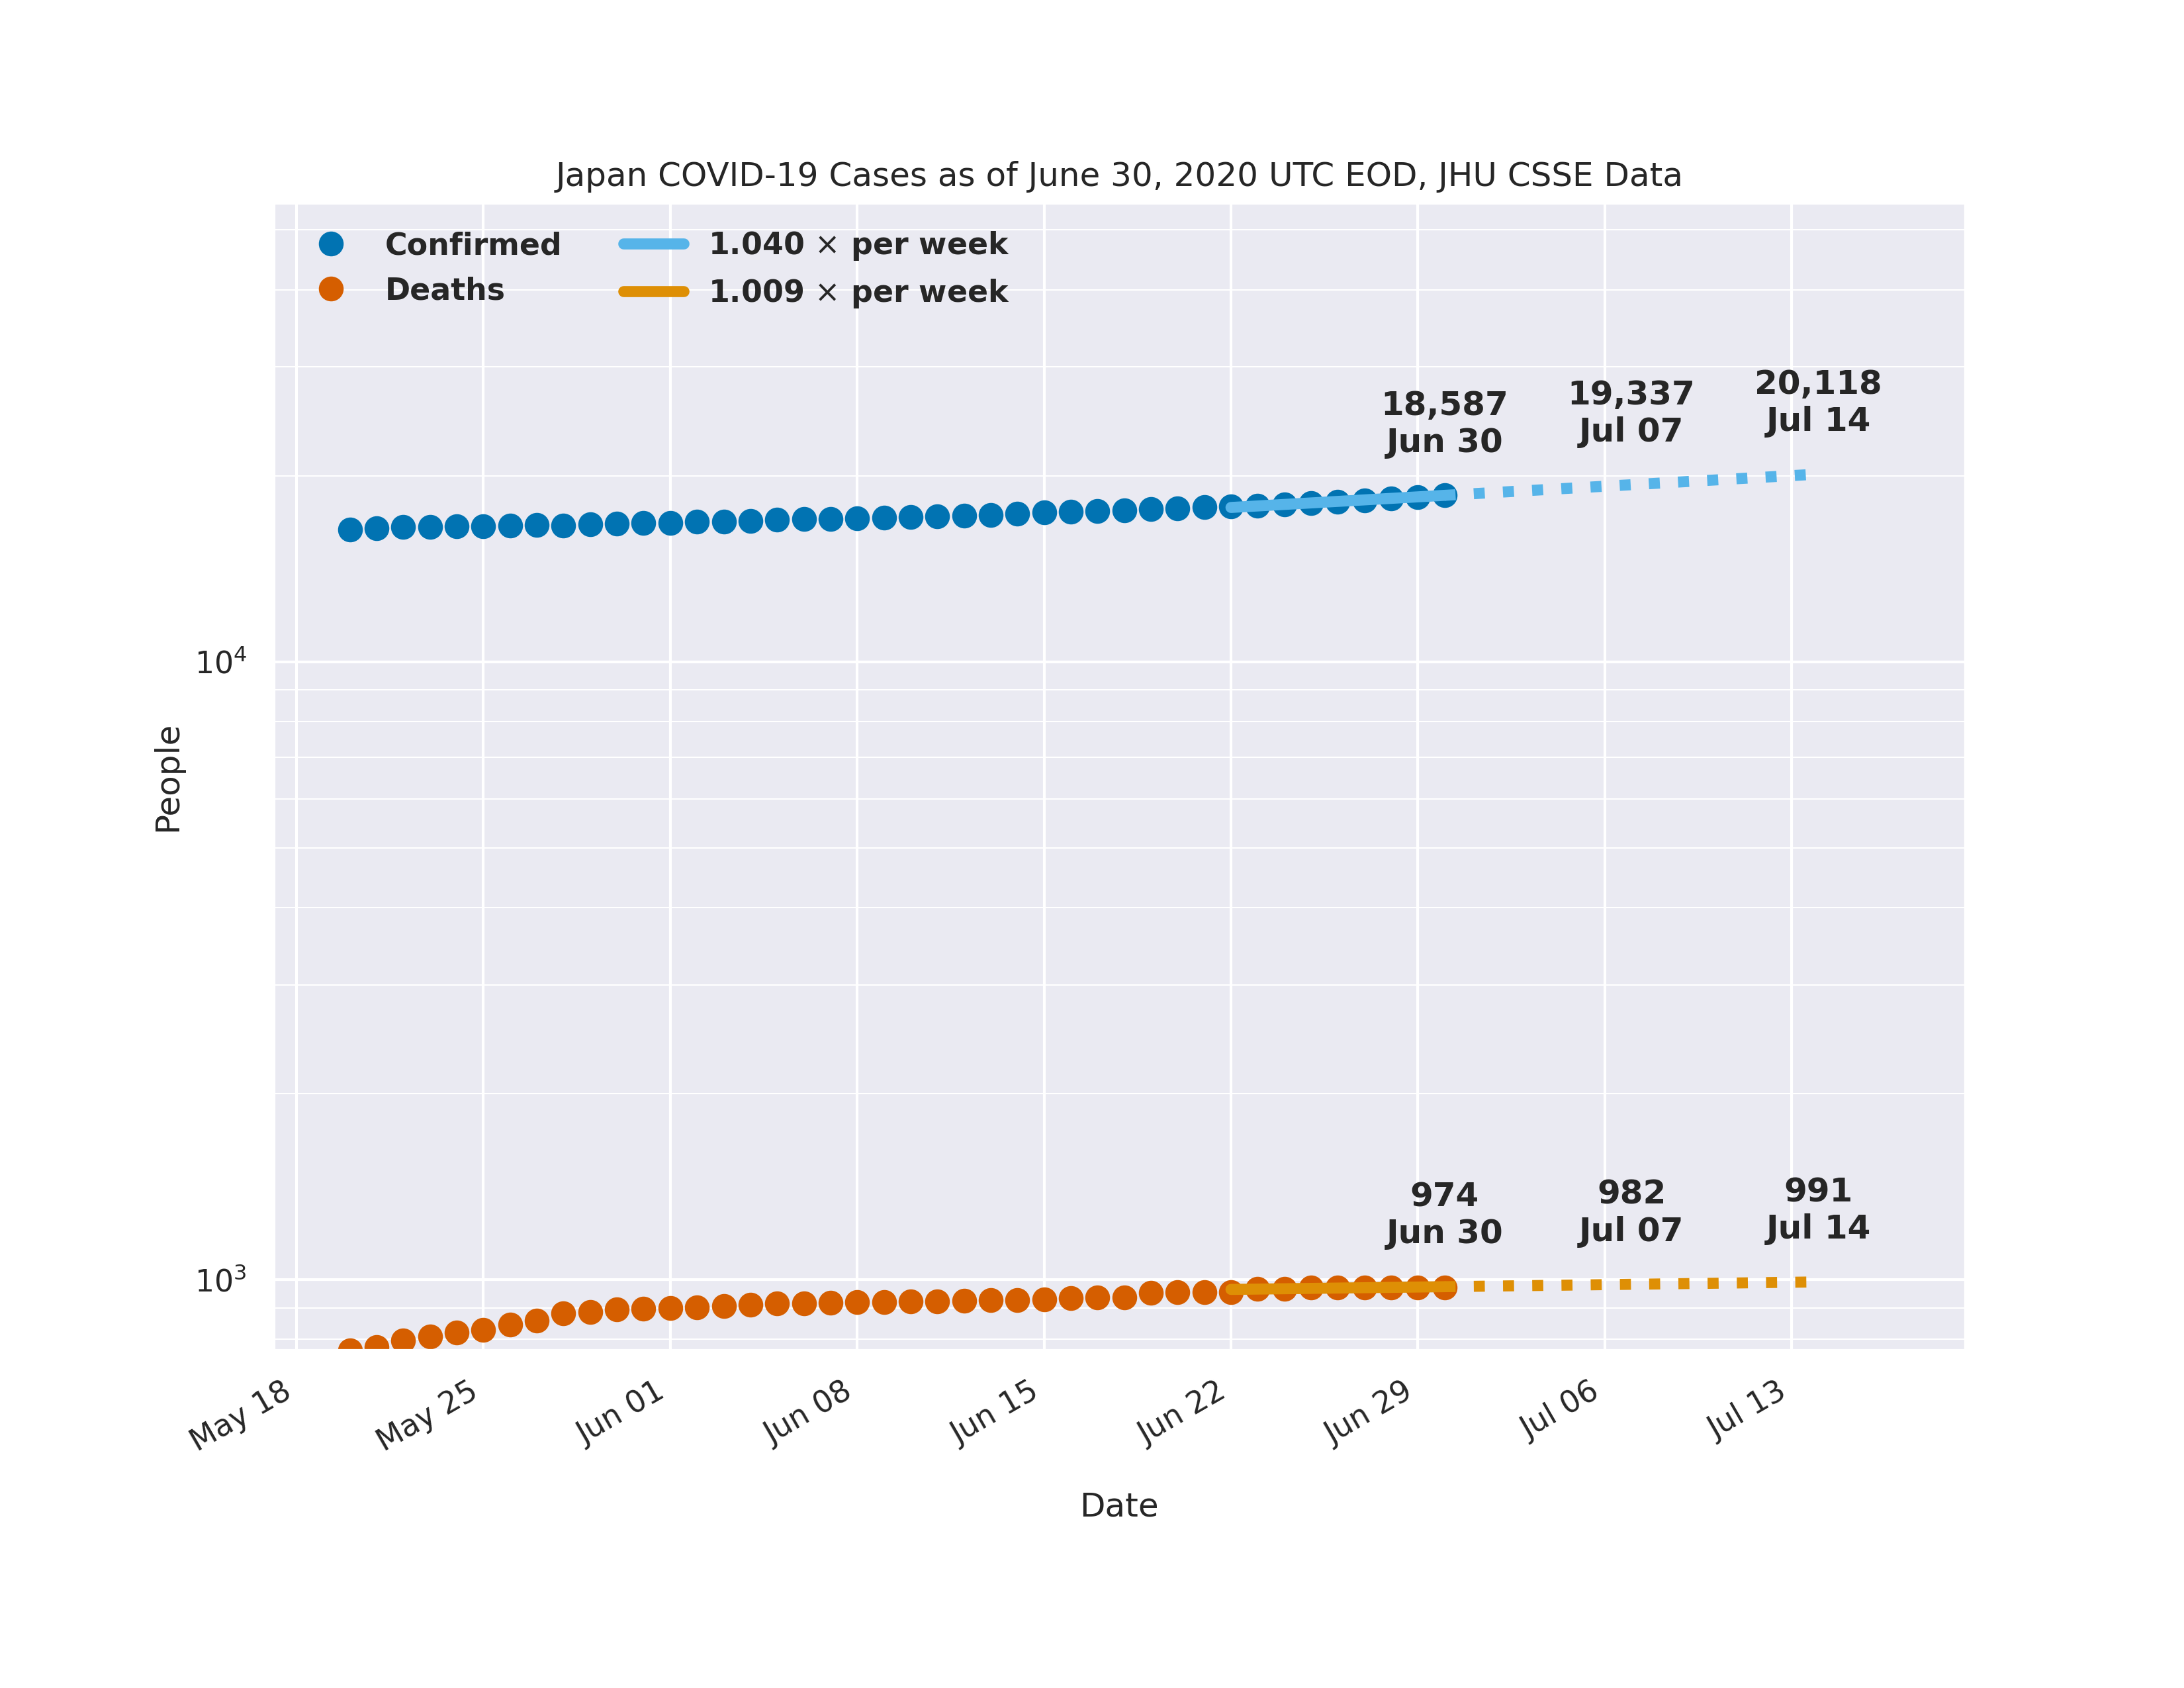 Japan COVID-19 Cases as of June 30, 2020 UTC EOD, JHU CSSE Data
Confirmed
Deaths
1.040 × per week
1.009 × per week
18,587
Jun 30
19,337
Jul 07
20,118
Jul 14
974
Jun 30
982
Jul 07
991
Jul 14
10⁴
10³
People
May 18
May 25
Jun 01
Jun 08
Jun 15
Jun 22
Jun 29
Jul 06
Jul 13
Date